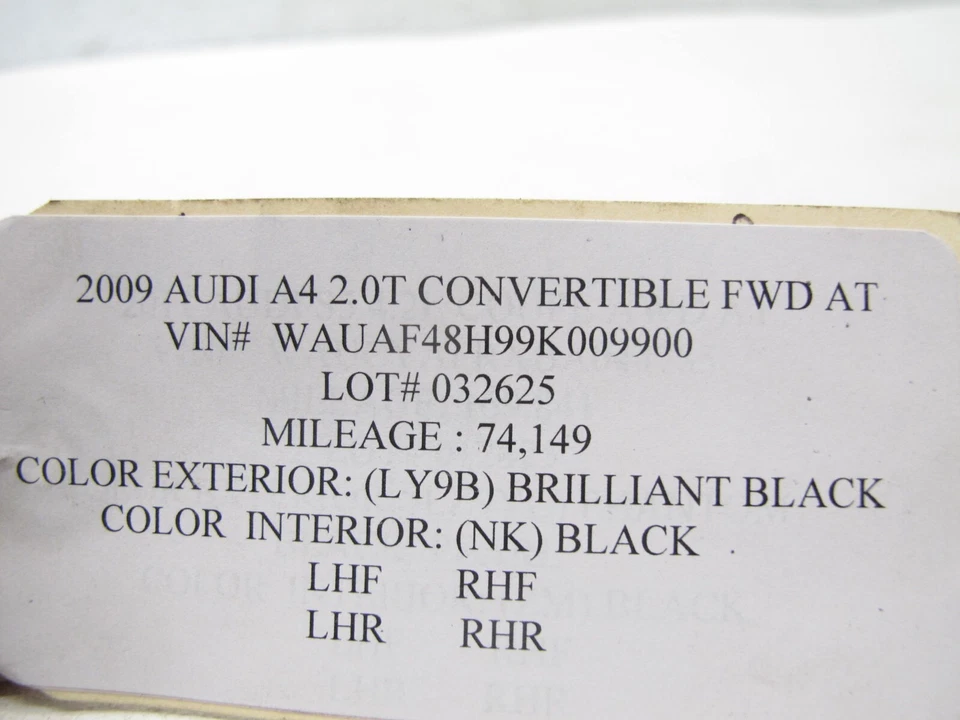 2009 AUDI A4 2.0T CONVERTIBLE FWD AT
VIN# WAUAF48H99K009900
LOT# 032625
MILEAGE : 74,149
COLOR EXTERIOR: (LY9B) BRILLIANT BLACK
COLOR INTERIOR: (NK) BLACK
LHF RHF
LHR RHR